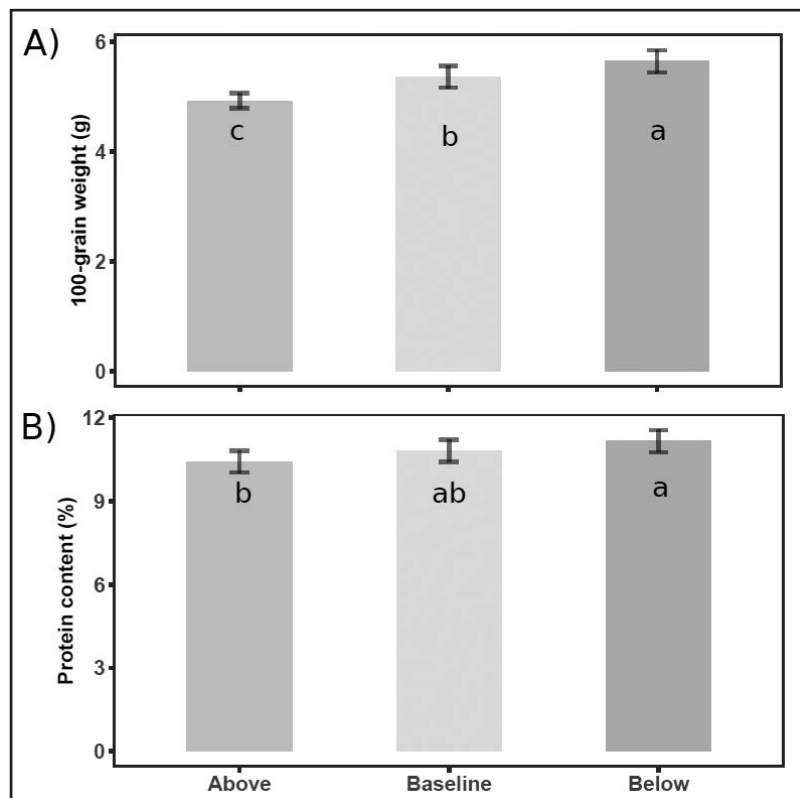 A)
100-grain weight (g)
6
4
2
0
c
b
a
B)
Protein content (%)
12
9
6
3
0
b
ab
a
Above Baseline Below